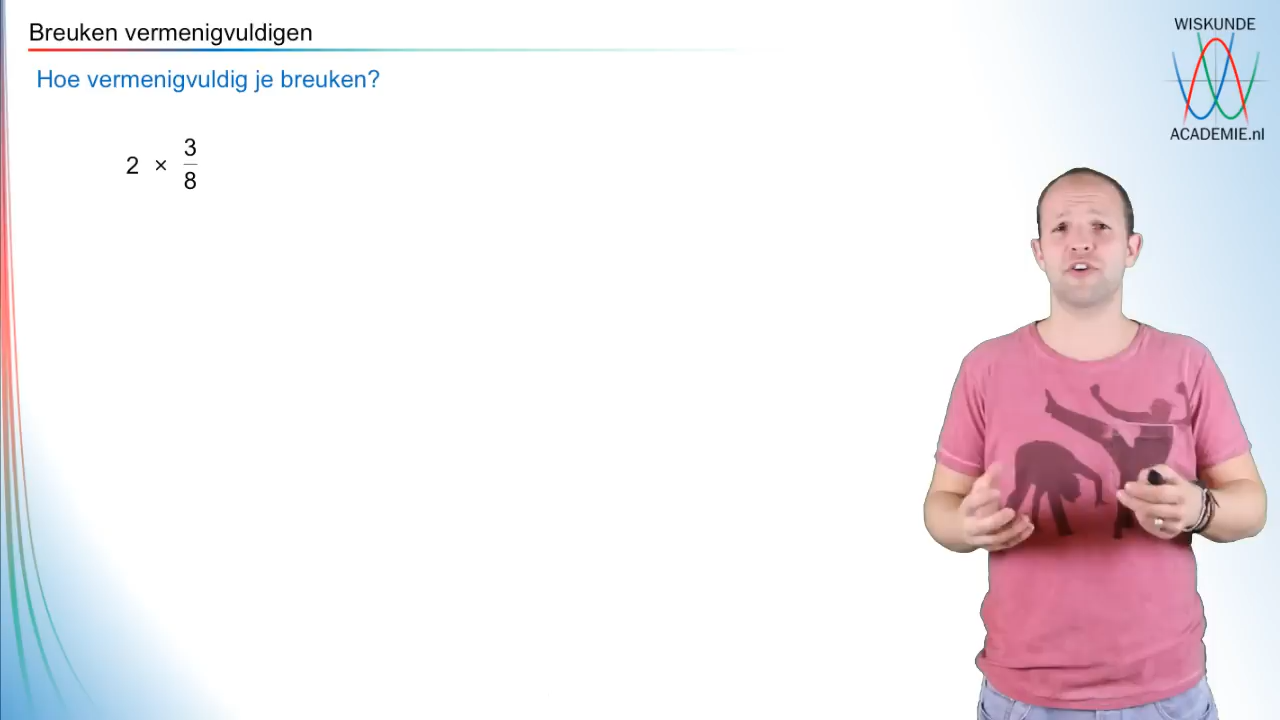 Breuken vermenigvuldigen
WISKUNDE
ACADEMIE.nl
Hoe vermenigvuldig je breuken?
2 × 3/8